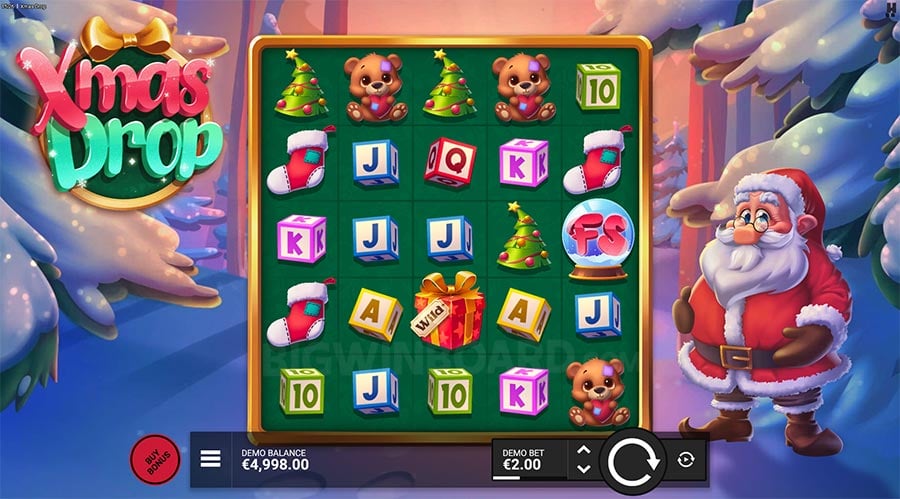 Xmas
Drop
10
J J
Q
K K
K K
J J
J J
FS
A
Wild
A
J J
10
J J
10
K K
BIGWINBOARD.com
BUY
BONUS
DEMO BALANCE
€4,998.00
DEMO BET
€2.00